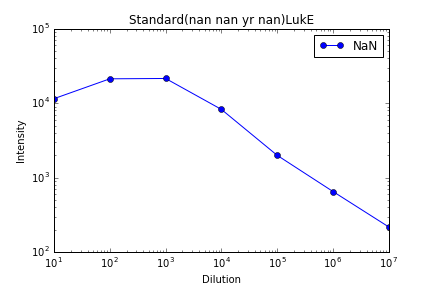 Standard(nan nan yr nan)LukE
NaN
10^5
10^4
10^3
10^2
Intensity
10^1 10^2 10^3 10^4 10^5 10^6 10^7
Dilution